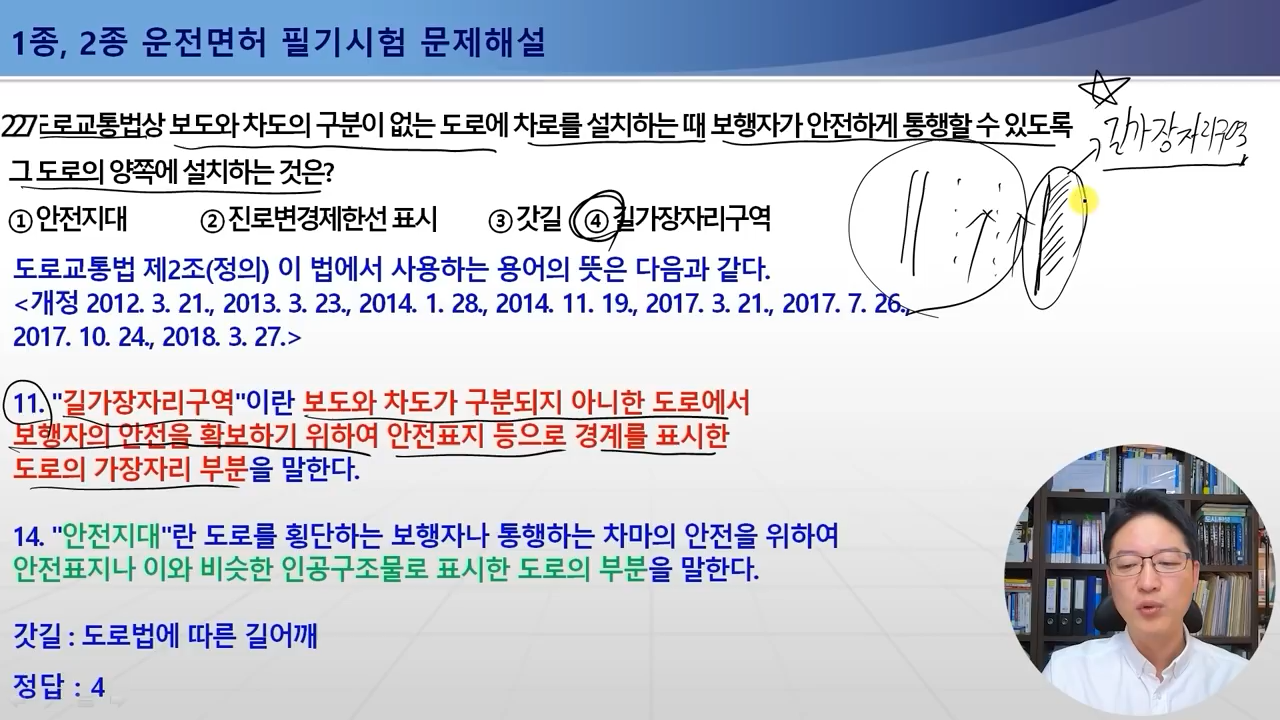 1종, 2종 운전면허 필기시험 문제해설
227 도로교통법상 보도와 차도의 구분이 없는 도로에 차로를 설치하는 때 보행자가 안전하게 통행할 수 있도록
그 도로의 양쪽에 설치하는 것은?
① 안전지대 ② 진로변경제한선 표시 ③ 갓길 ④ 길가장자리구역
길가장자리구역
도로교통법 제2조(정의) 이 법에서 사용하는 용어의 뜻은 다음과 같다.
<개정 2012. 3. 21., 2013. 3. 23., 2014. 1. 28., 2014. 11. 19., 2017. 3. 21., 2017. 7. 26.,
2017. 10. 24., 2018. 3. 27.>
11. "길가장자리구역"이란 보도와 차도가 구분되지 아니한 도로에서
보행자의 안전을 확보하기 위하여 안전표지 등으로 경계를 표시한
도로의 가장자리 부분을 말한다.
14. "안전지대"란 도로를 횡단하는 보행자나 통행하는 차마의 안전을 위하여
안전표지나 이와 비슷한 인공구조물로 표시한 도로의 부분을 말한다.
갓길 : 도로법에 따른 길어깨
정답 : 4